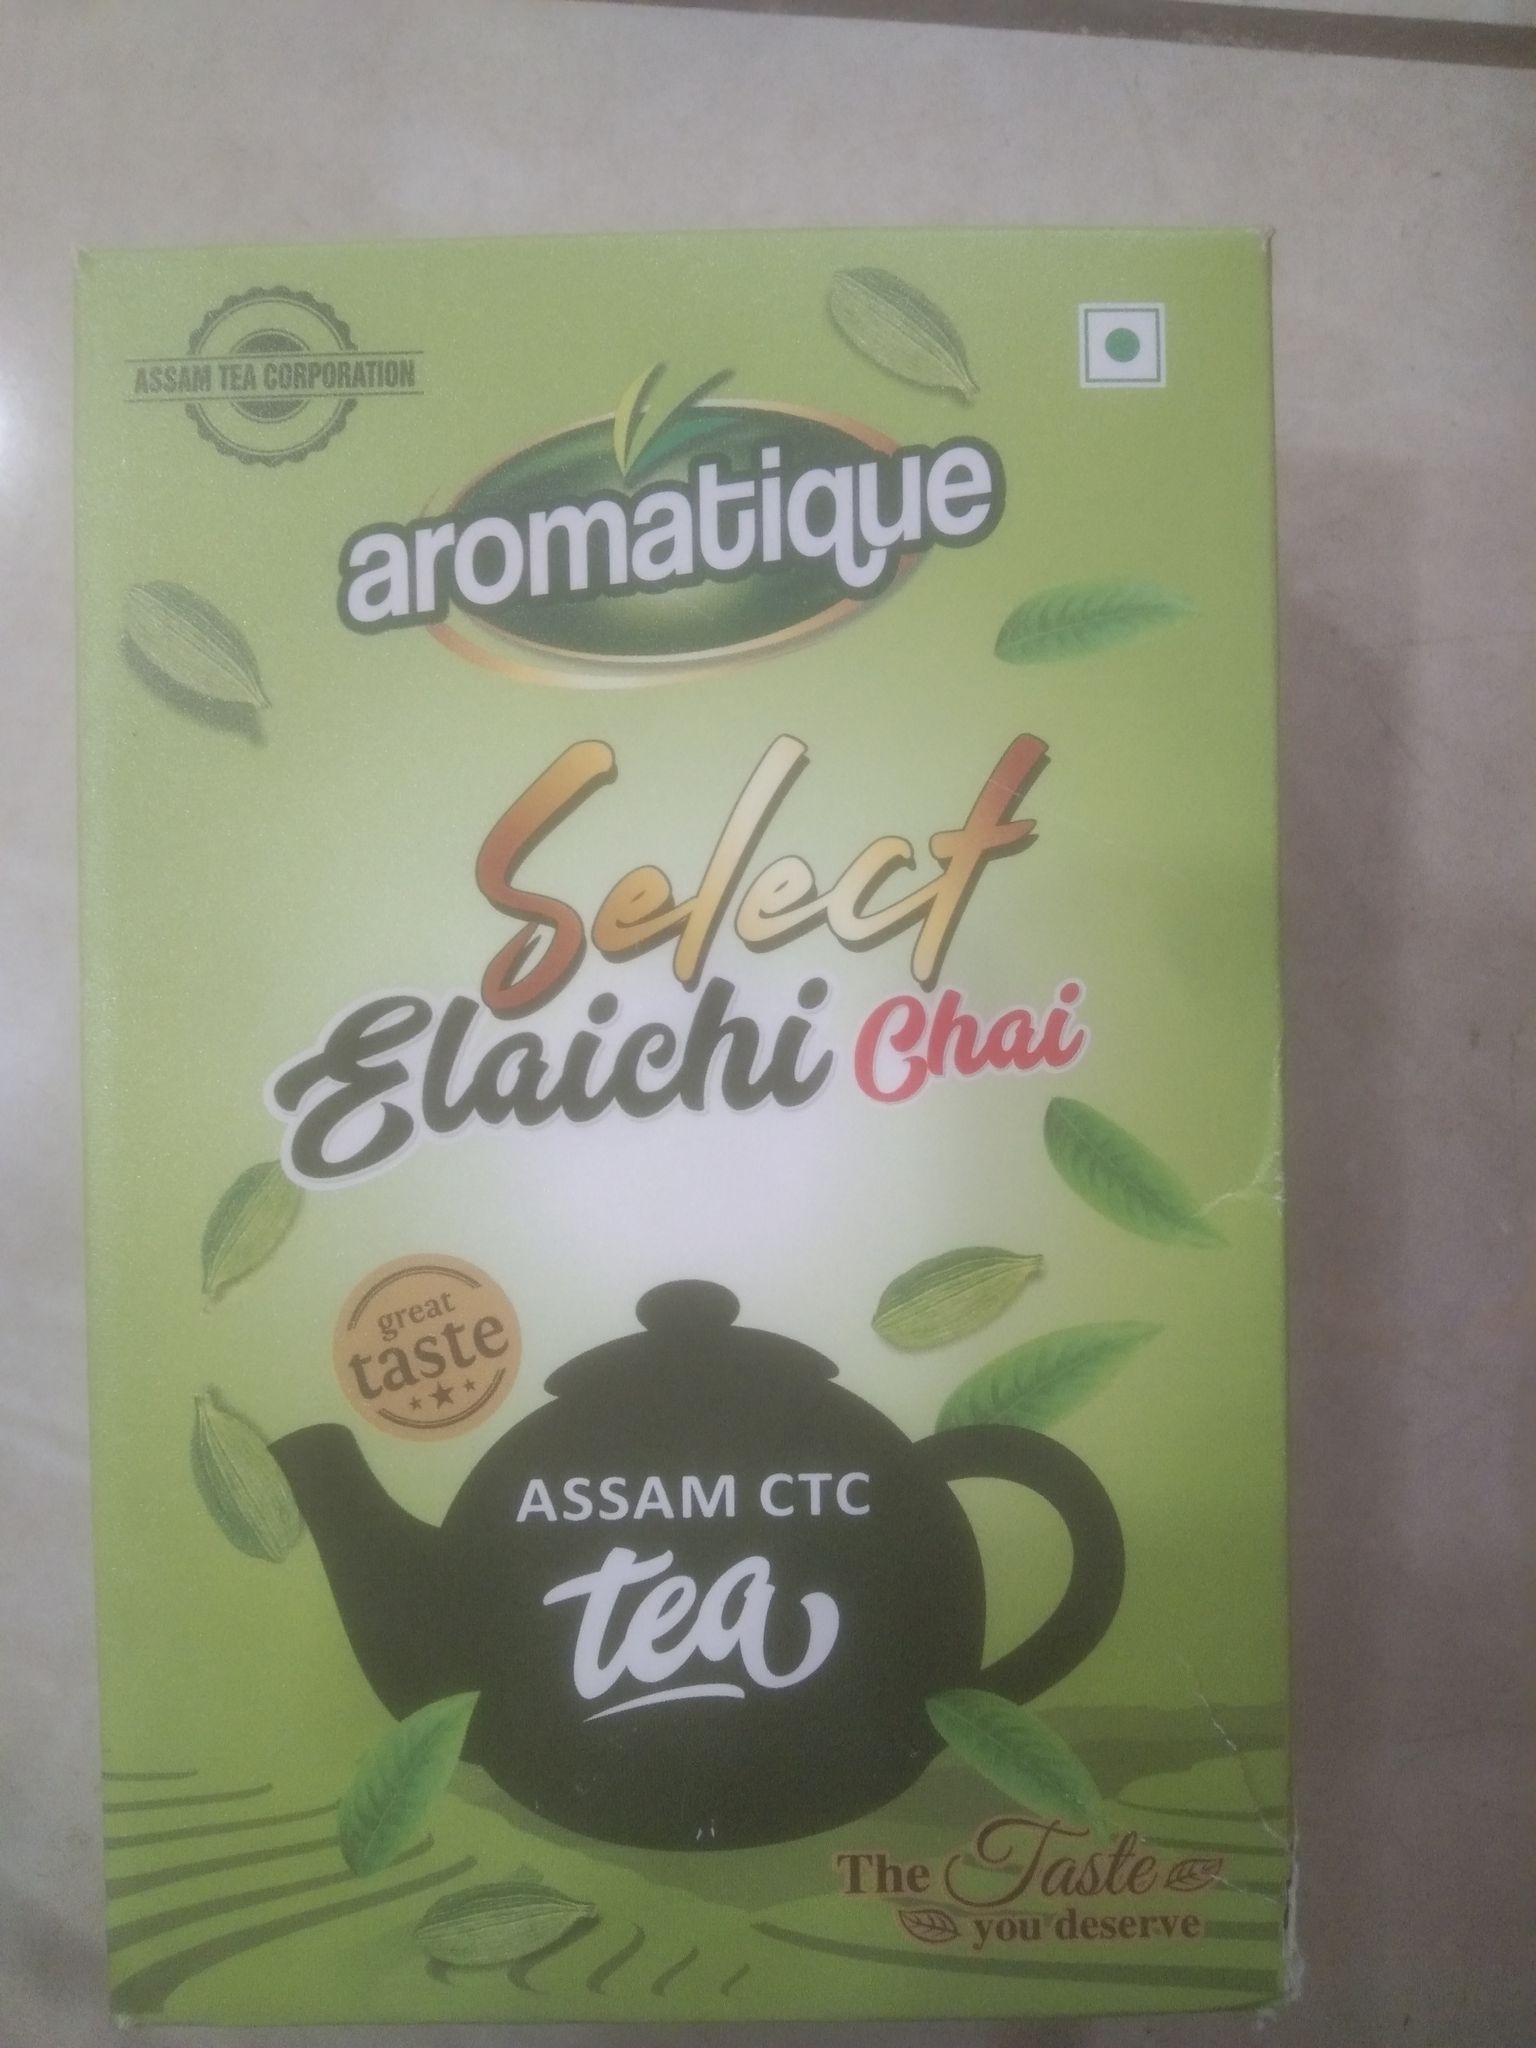 ASSAM TEA CORPORATION
aromatique
Select
Elaichi Chai
great
taste
ASSAM CTC
tea
The Taste
you deserve